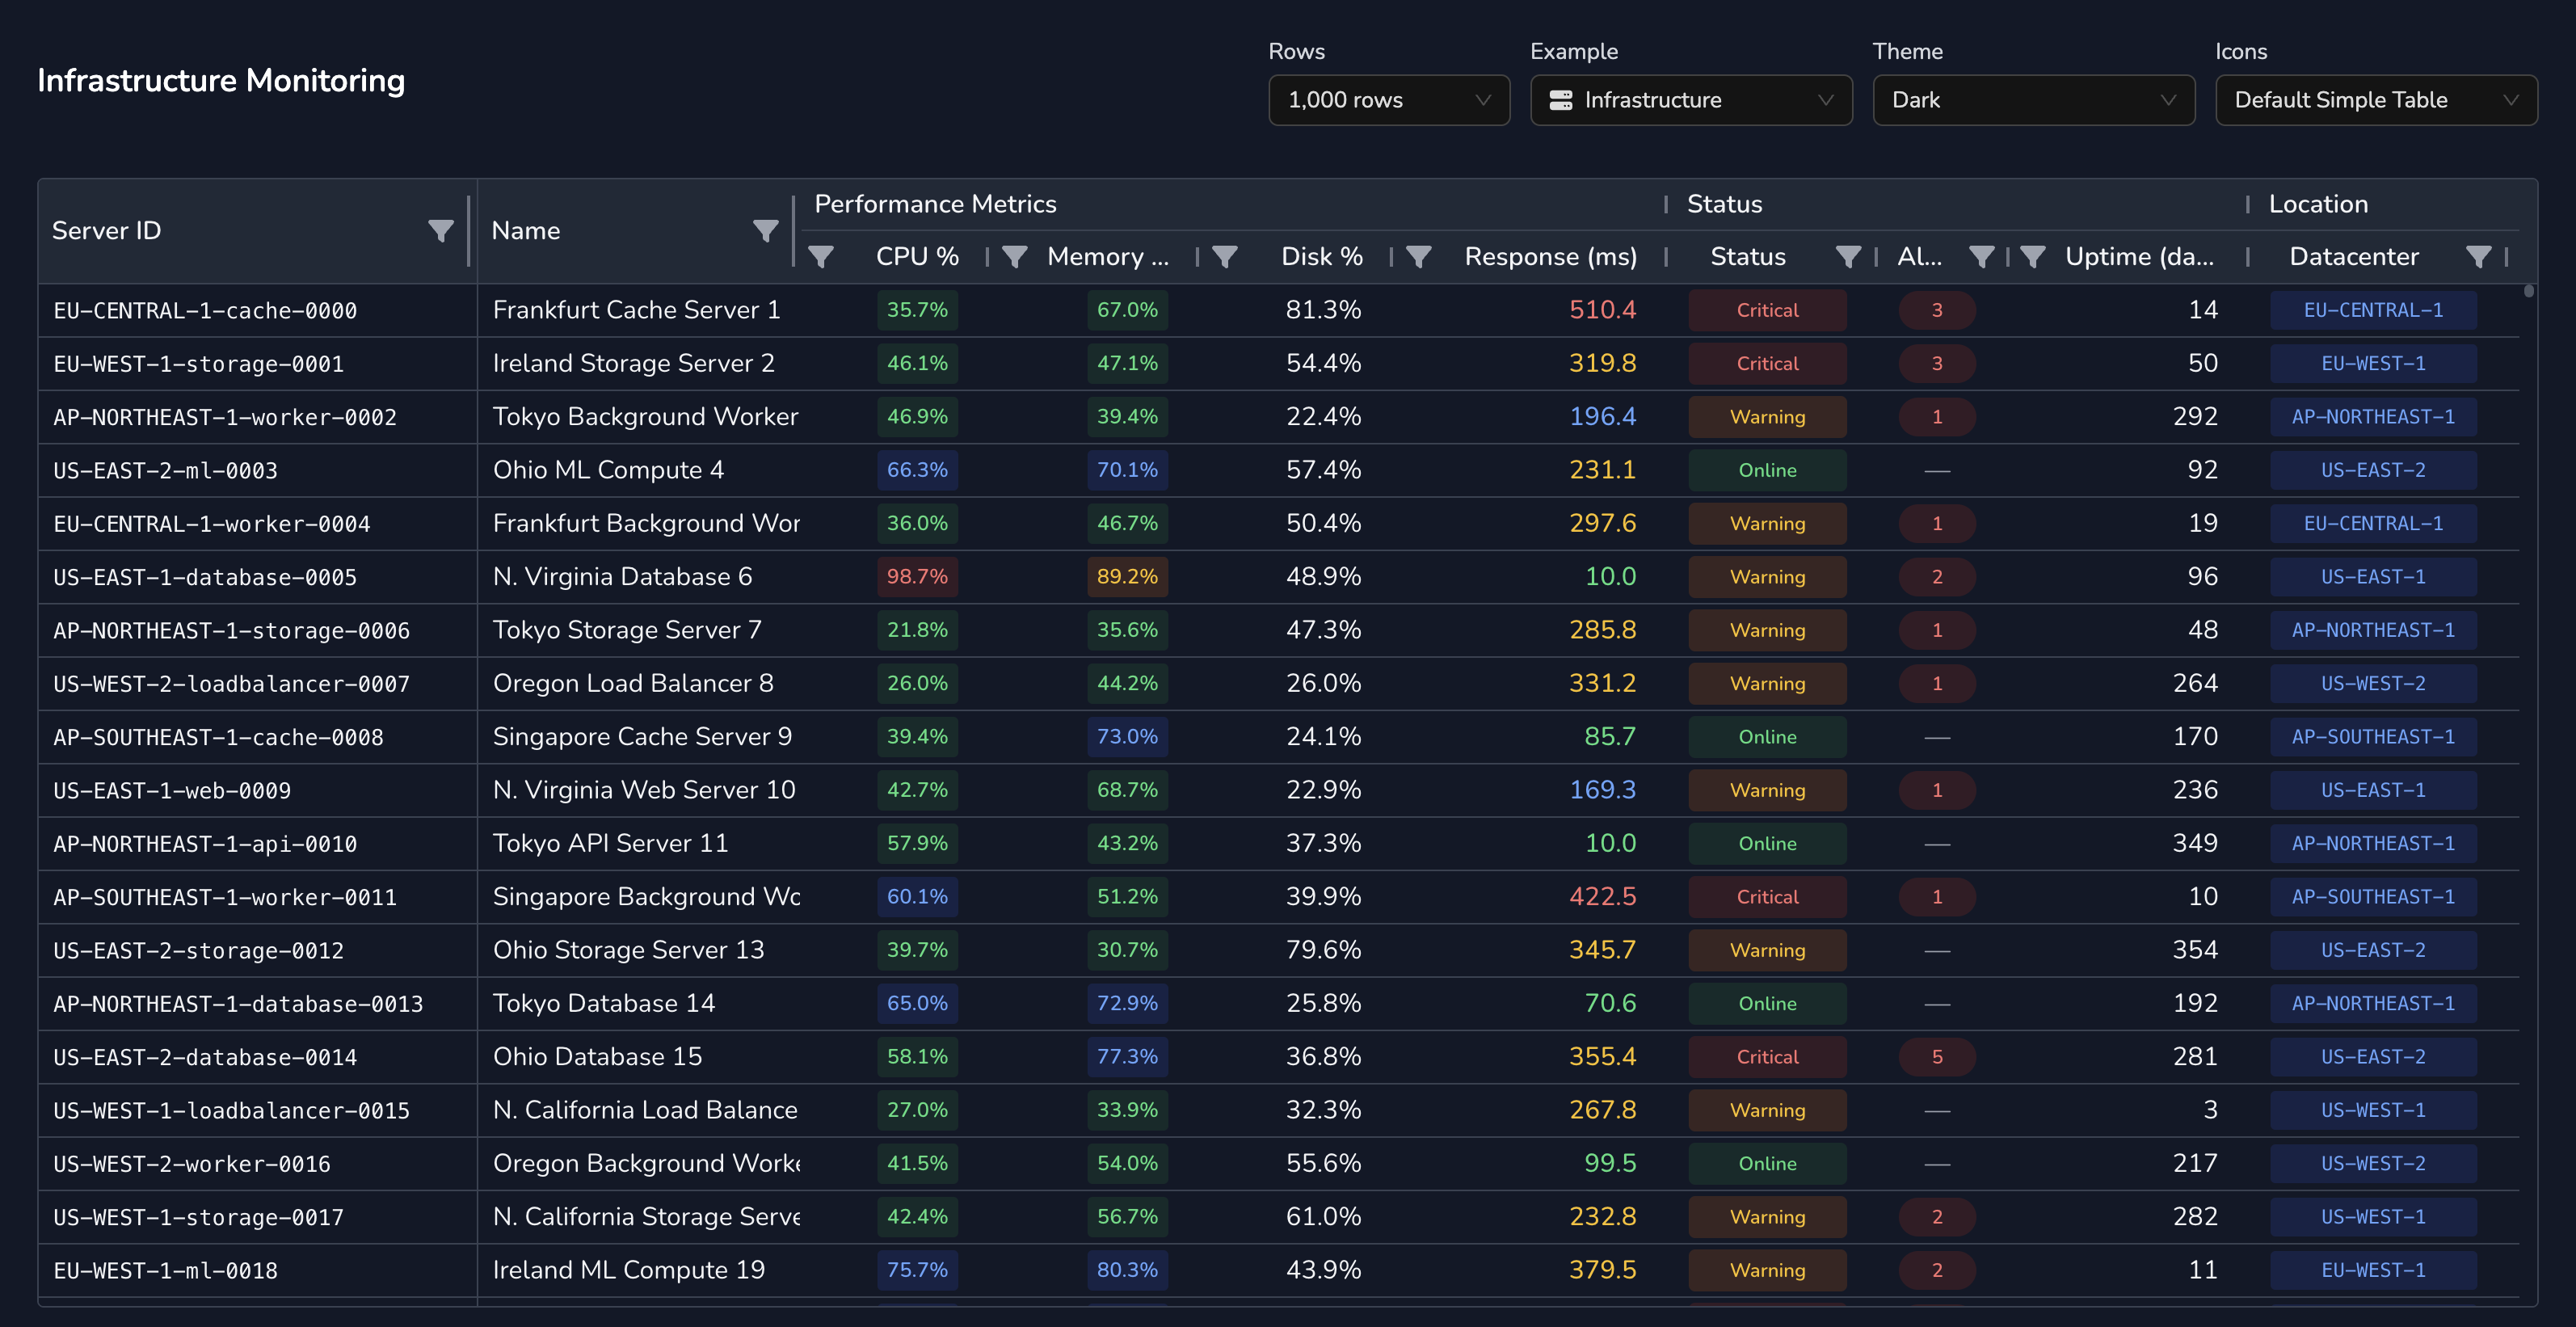 Infrastructure Monitoring
Rows Example Theme Icons
1,000 rows Infrastructure Dark Default Simple Table
Performance Metrics Status Location
Server ID Name CPU % Memory ... Disk % Response (ms) Status Al... Uptime (da... Datacenter
EU-CENTRAL-1-cache-0000 Frankfurt Cache Server 1 35.7% 67.0% 81.3% 510.4 Critical 3 14 EU-CENTRAL-1
EU-WEST-1-storage-0001 Ireland Storage Server 2 46.1% 47.1% 54.4% 319.8 Critical 3 50 EU-WEST-1
AP-NORTHEAST-1-worker-0002 Tokyo Background Worker 46.9% 39.4% 22.4% 196.4 Warning 1 292 AP-NORTHEAST-1
US-EAST-2-ml-0003 Ohio ML Compute 4 66.3% 70.1% 57.4% 231.1 Online — 92 US-EAST-2
EU-CENTRAL-1-worker-0004 Frankfurt Background Wor 36.0% 46.7% 50.4% 297.6 Warning 1 19 EU-CENTRAL-1
US-EAST-1-database-0005 N. Virginia Database 6 98.7% 89.2% 48.9% 10.0 Warning 2 96 US-EAST-1
AP-NORTHEAST-1-storage-0006 Tokyo Storage Server 7 21.8% 35.6% 47.3% 285.8 Warning 1 48 AP-NORTHEAST-1
US-WEST-2-loadbalancer-0007 Oregon Load Balancer 8 26.0% 44.2% 26.0% 331.2 Warning 1 264 US-WEST-2
AP-SOUTHEAST-1-cache-0008 Singapore Cache Server 9 39.4% 73.0% 24.1% 85.7 Online — 170 AP-SOUTHEAST-1
US-EAST-1-web-0009 N. Virginia Web Server 10 42.7% 68.7% 22.9% 169.3 Warning 1 236 US-EAST-1
AP-NORTHEAST-1-api-0010 Tokyo API Server 11 57.9% 43.2% 37.3% 10.0 Online — 349 AP-NORTHEAST-1
AP-SOUTHEAST-1-worker-0011 Singapore Background Wo 60.1% 51.2% 39.9% 422.5 Critical 1 10 AP-SOUTHEAST-1
US-EAST-2-storage-0012 Ohio Storage Server 13 39.7% 30.7% 79.6% 345.7 Warning — 354 US-EAST-2
AP-NORTHEAST-1-database-0013 Tokyo Database 14 65.0% 72.9% 25.8% 70.6 Online — 192 AP-NORTHEAST-1
US-EAST-2-database-0014 Ohio Database 15 58.1% 77.3% 36.8% 355.4 Critical 5 281 US-EAST-2
US-WEST-1-loadbalancer-0015 N. California Load Balance 27.0% 33.9% 32.3% 267.8 Warning — 3 US-WEST-1
US-WEST-2-worker-0016 Oregon Background Worke 41.5% 54.0% 55.6% 99.5 Online — 217 US-WEST-2
US-WEST-1-storage-0017 N. California Storage Serve 42.4% 56.7% 61.0% 232.8 Warning 2 282 US-WEST-1
EU-WEST-1-ml-0018 Ireland ML Compute 19 75.7% 80.3% 43.9% 379.5 Warning 2 11 EU-WEST-1